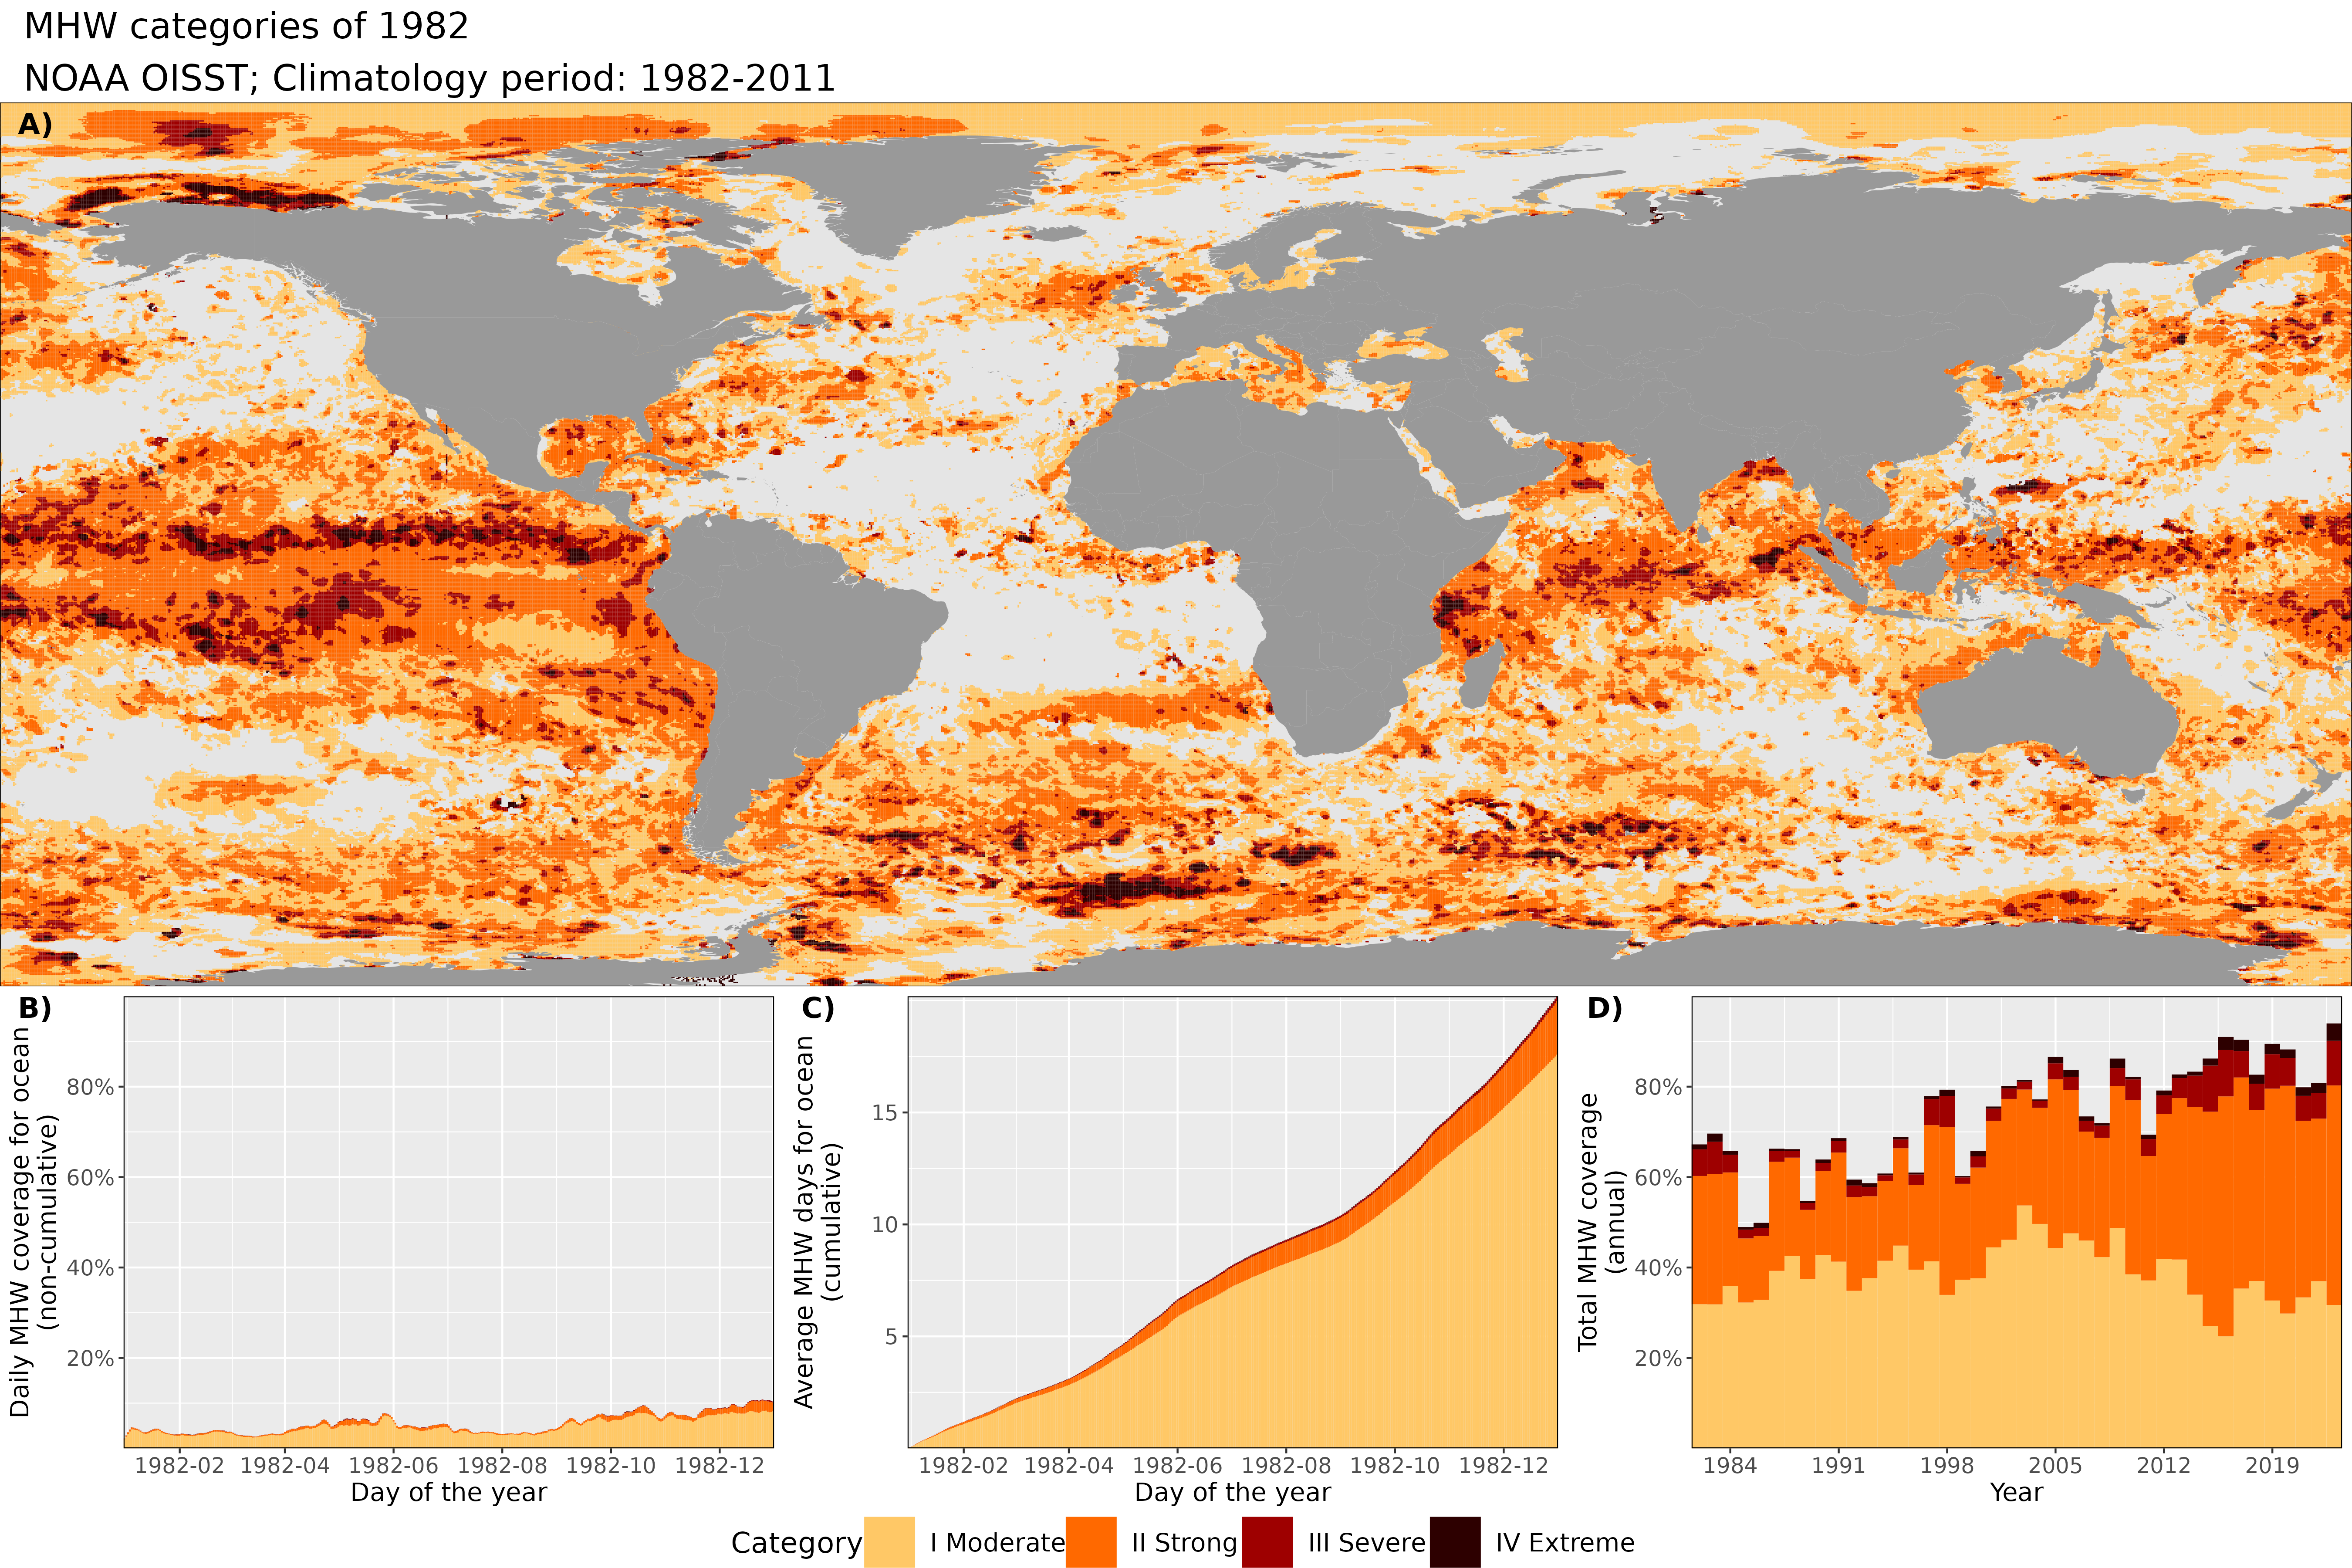 MHW categories of 1982
NOAA OISST; Climatology period: 1982-2011
A)
B)
Daily MHW coverage for ocean
(non-cumulative)
80%
60%
40%
20%
1982-02 1982-04 1982-06 1982-08 1982-10 1982-12
Day of the year
C)
Average MHW days for ocean
(cumulative)
15
10
5
1982-02 1982-04 1982-06 1982-08 1982-10 1982-12
Day of the year
D)
Total MHW coverage
(annual)
80%
60%
40%
20%
1984 1991 1998 2005 2012 2019
Year
Category I Moderate II Strong III Severe IV Extreme